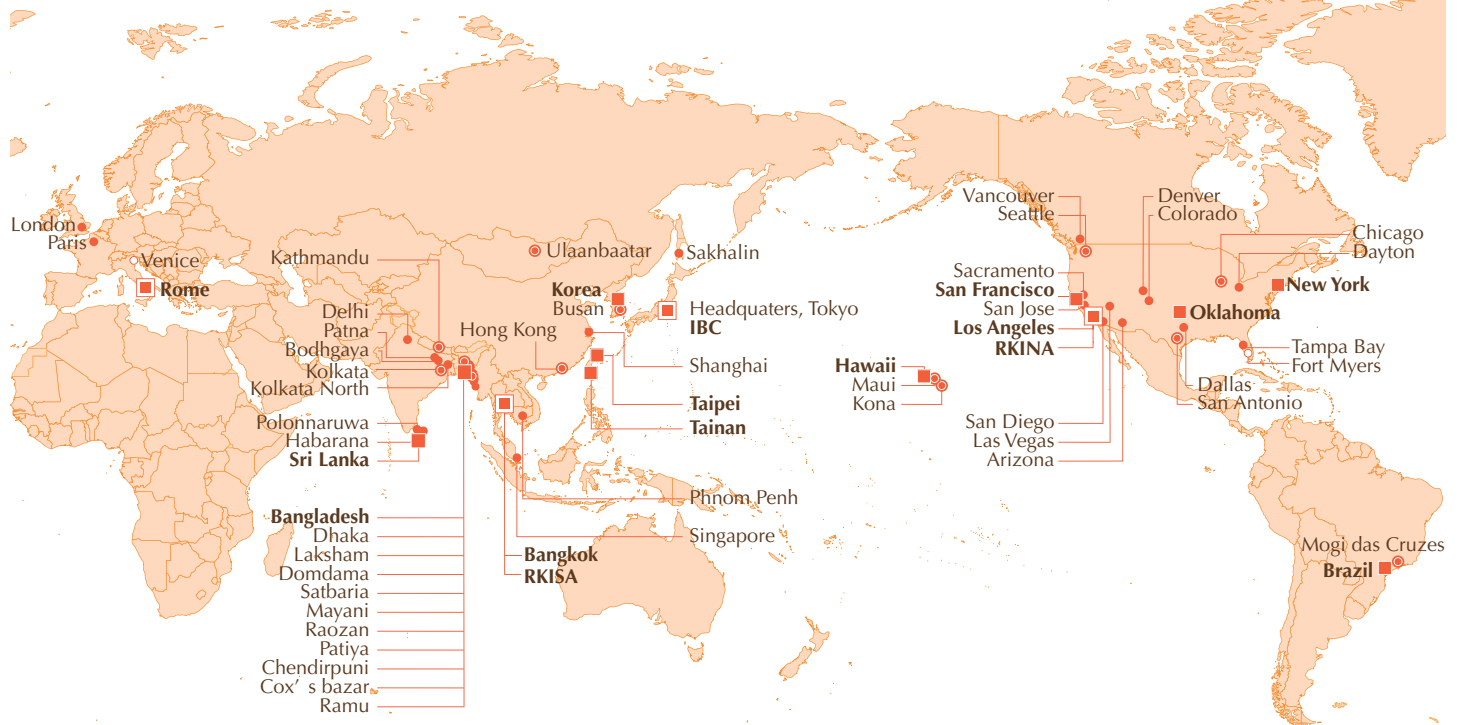 London
Paris
Venice
Rome
Kathmandu
Delhi
Patna
Bodhgaya
Kolkata
Kolkata North
Polonnaruwa
Habarana
Sri Lanka
Bangladesh
Dhaka
Laksham
Domdama
Satbaria
Mayani
Raozan
Patiya
Chendirpuni
Cox’ s bazar
Ramu
Ulaanbaatar
Sakhalin
Korea
Busan
Hong Kong
Headquaters, Tokyo
IBC
Shanghai
Taipei
Tainan
Phnom Penh
Singapore
Bangkok
RKISA
Hawaii
Maui
Kona
Vancouver
Seattle
Sacramento
San Francisco
San Jose
Los Angeles
RKINA
San Diego
Las Vegas
Arizona
Denver
Colorado
Chicago
Dayton
New York
Oklahoma
Tampa Bay
Fort Myers
Dallas
San Antonio
Mogi das Cruzes
Brazil